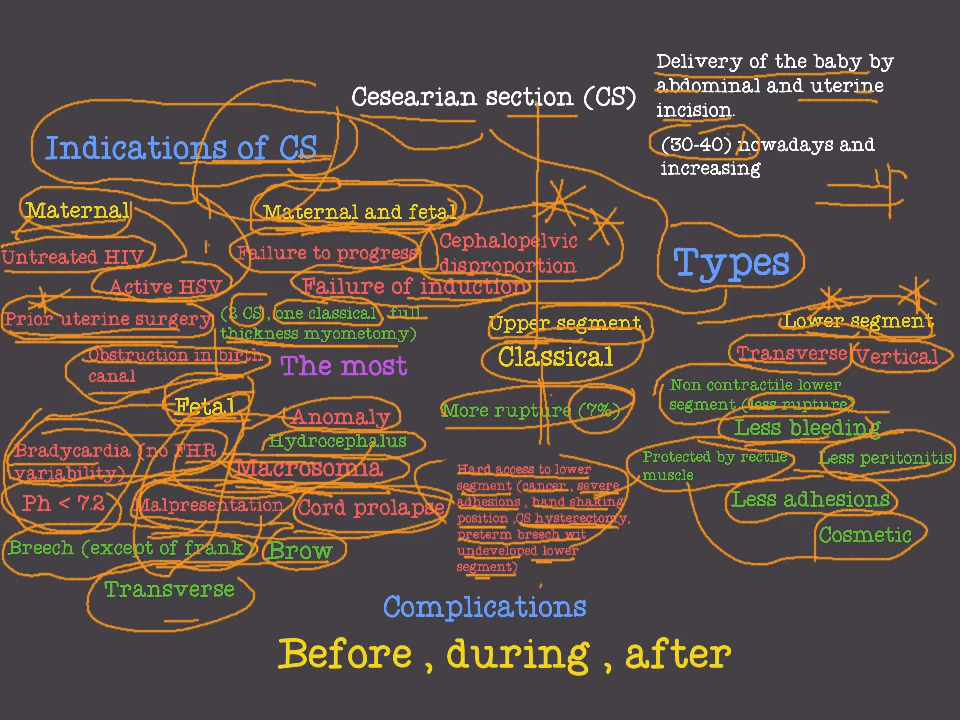 Cesearian section (CS)
Delivery of the baby by
abdominal and uterine
incision.
(30-40) nowadays and
increasing
Indications of CS
Maternal
Maternal and fetal
Untreated HIV
Failure to progress
Cephalopelvic
disproportion
Active HSV
Failure of induction
Prior uterine surgery
(2 CS), one classical, full
thickness myometomy)
Obstruction in birth
canal
The most
Fetal
Anomaly
Hydrocephalus
Bradycardia (no FHR
variability)
Macrosomia
Ph < 7.2
Malpresentation
Cord prolapse
Breech (except of frank
Brow
Transverse
Types
Upper segment
Classical
More rupture (7%)
Hard access to lower
segment (cancer , severe
adhesions , hand shaking
position ,CS hysterectomy,
preterm breech wit
undeveloped lower
segment)
Lower segment
Transverse
Vertical
Non contractile lower
segment (less rupture)
Less bleeding
Protected by rectile
muscle
Less peritonitis
Less adhesions
Cosmetic
Complications
Before , during , after